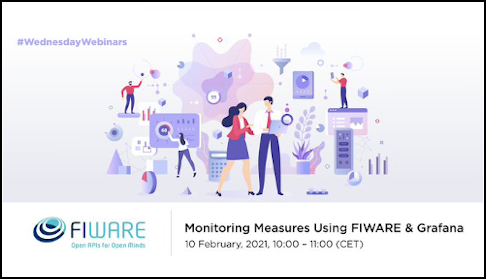 #WednesdayWebinars
FIWARE
Open APIs for Open Minds
Monitoring Measures Using FIWARE & Grafana
10 February, 2021, 10:00 – 11:00 (CET)